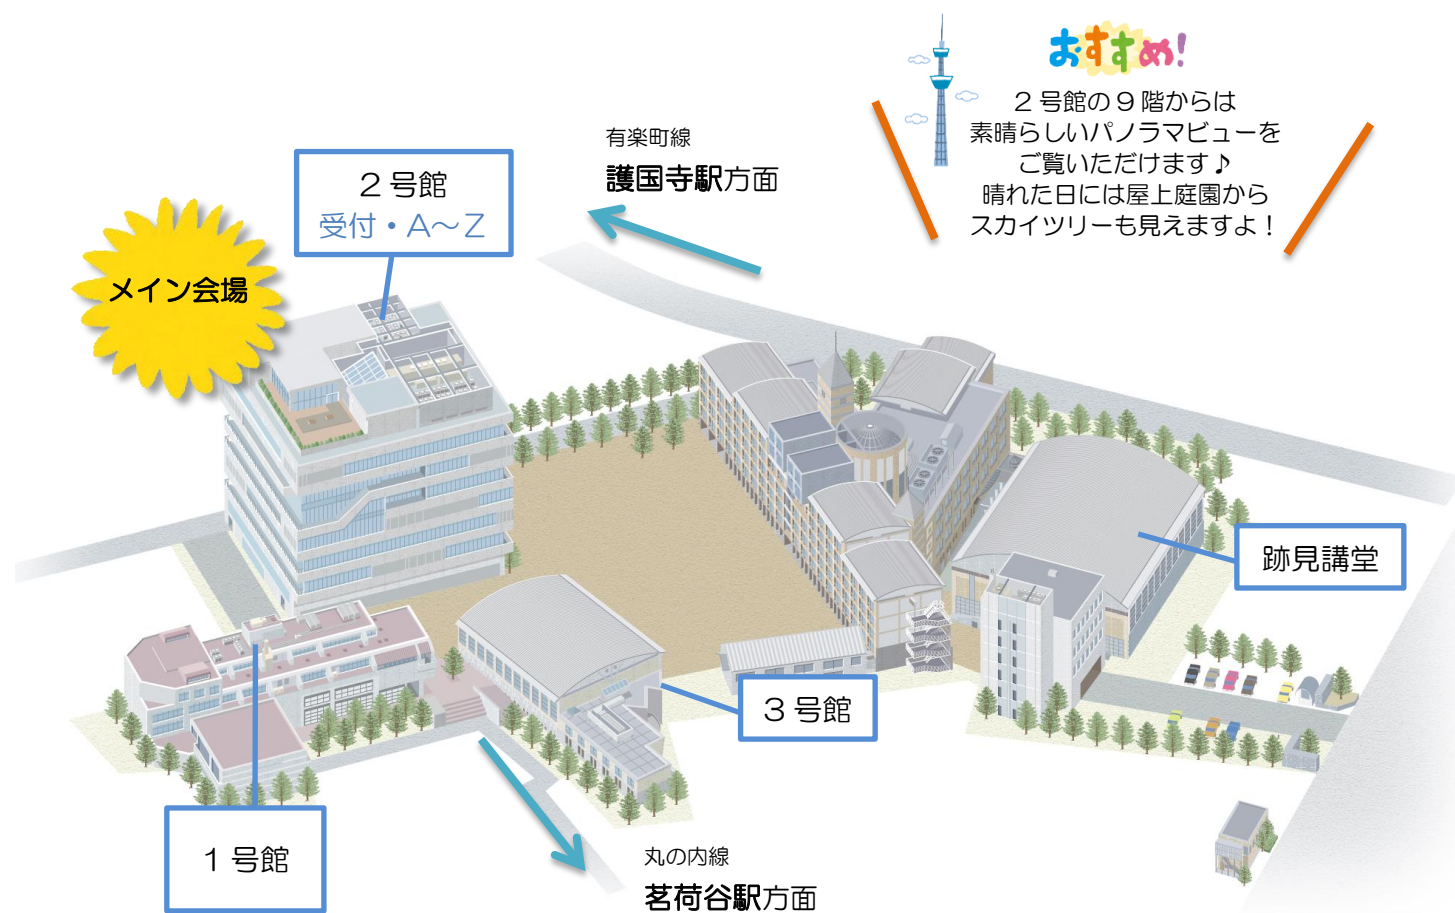 おすすめ!
２号館の９階からは
素晴らしいパノラマビューを
ご覧いただけます♪
晴れた日には屋上庭園から
スカイツリーも見えますよ！
有楽町線
護国寺駅方面
２号館
受付・A～Z
メイン会場
跡見講堂
３号館
１号館
丸の内線
茗荷谷駅方面